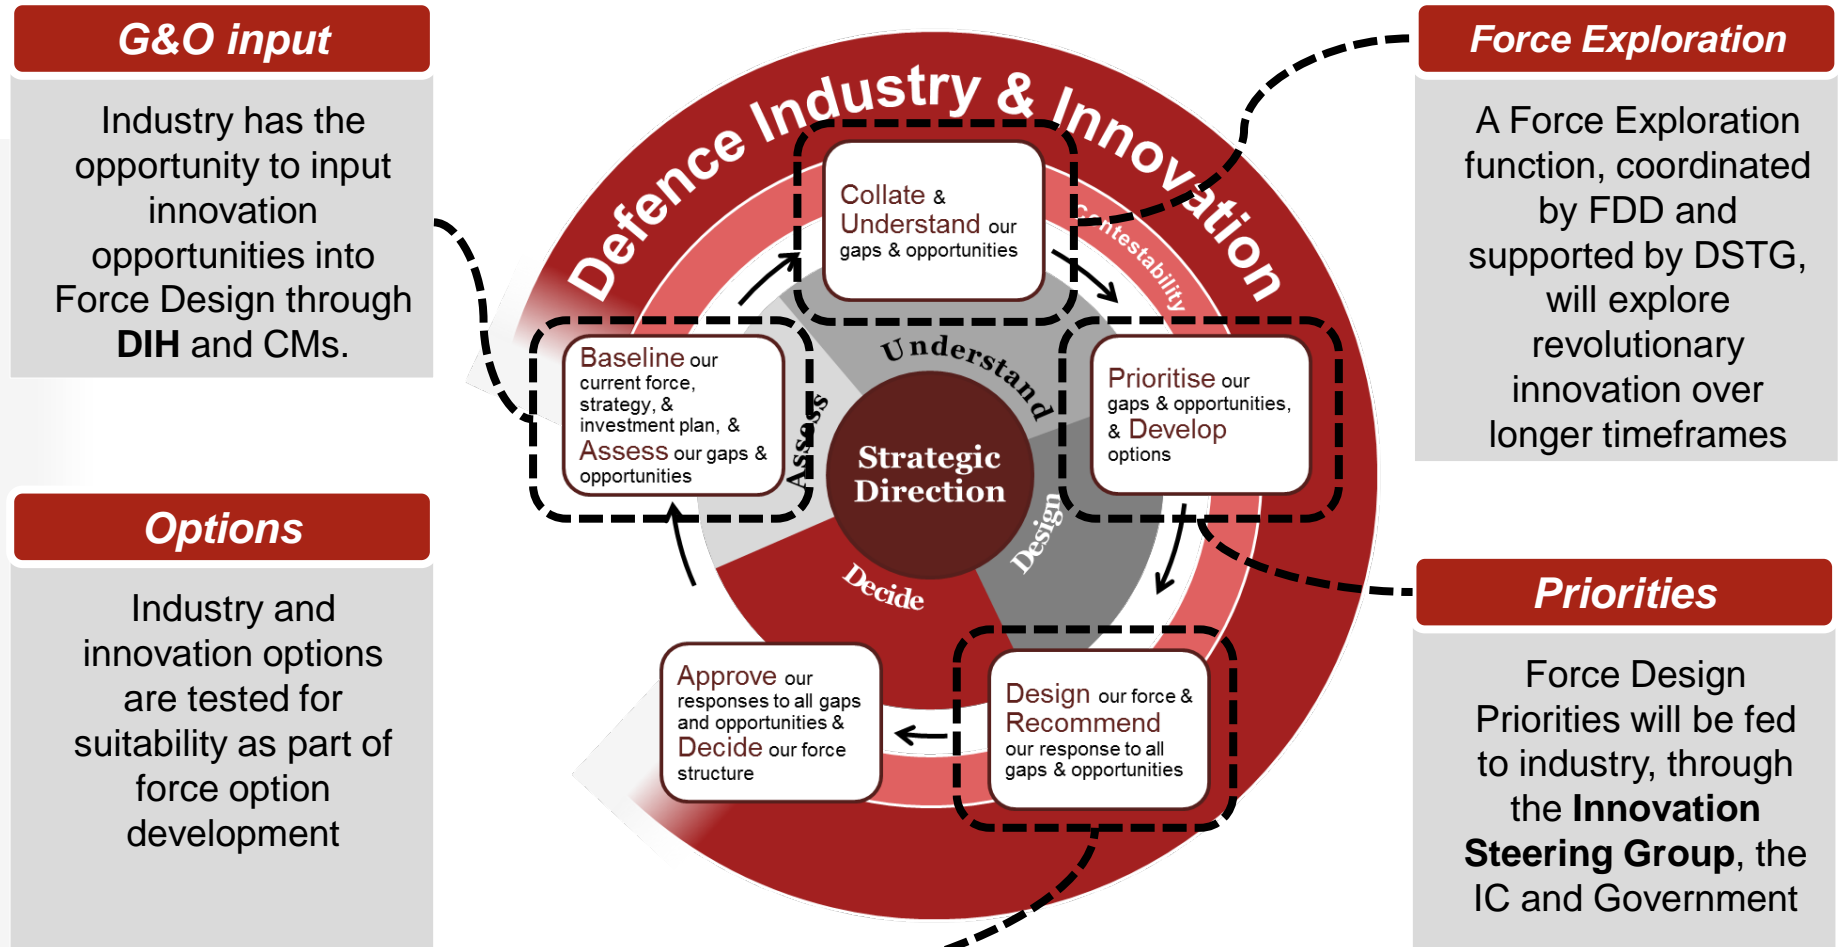 G&O input
Industry has the
opportunity to input
innovation
opportunities into
Force Design through
DIH and CMs.
Options
Industry and
innovation options
are tested for
suitability as part of
force option
development
Defence Industry & Innovation
contestability
Collate &
Understand our
gaps & opportunities
Baseline our
current force,
strategy, &
investment plan, &
Assess our gaps &
opportunities
Prioritise our
gaps & opportunities,
& Develop
options
Understand
Assess
Strategic
Direction
Design
Decide
Approve our
responses to all gaps
and opportunities &
Decide our force
structure
Design our force &
Recommend
our response to all
gaps & opportunities
Force Exploration
A Force Exploration
function, coordinated
by FDD and
supported by DSTG,
will explore
revolutionary
innovation over
longer timeframes
Priorities
Force Design
Priorities will be fed
to industry, through
the Innovation
Steering Group, the
IC and Government